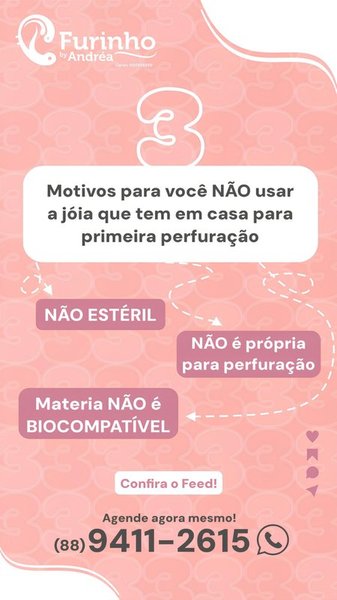 Furinho
by Andréa
3
Motivos para você NÃO usar
a jóia que tem em casa para
primeira perfuração
NÃO ESTÉRIL
NÃO é própria
para perfuração
Materia NÃO é
BIOCOMPATÍVEL
Confira o Feed!
Agende agora mesmo!
(88) 9411-2615